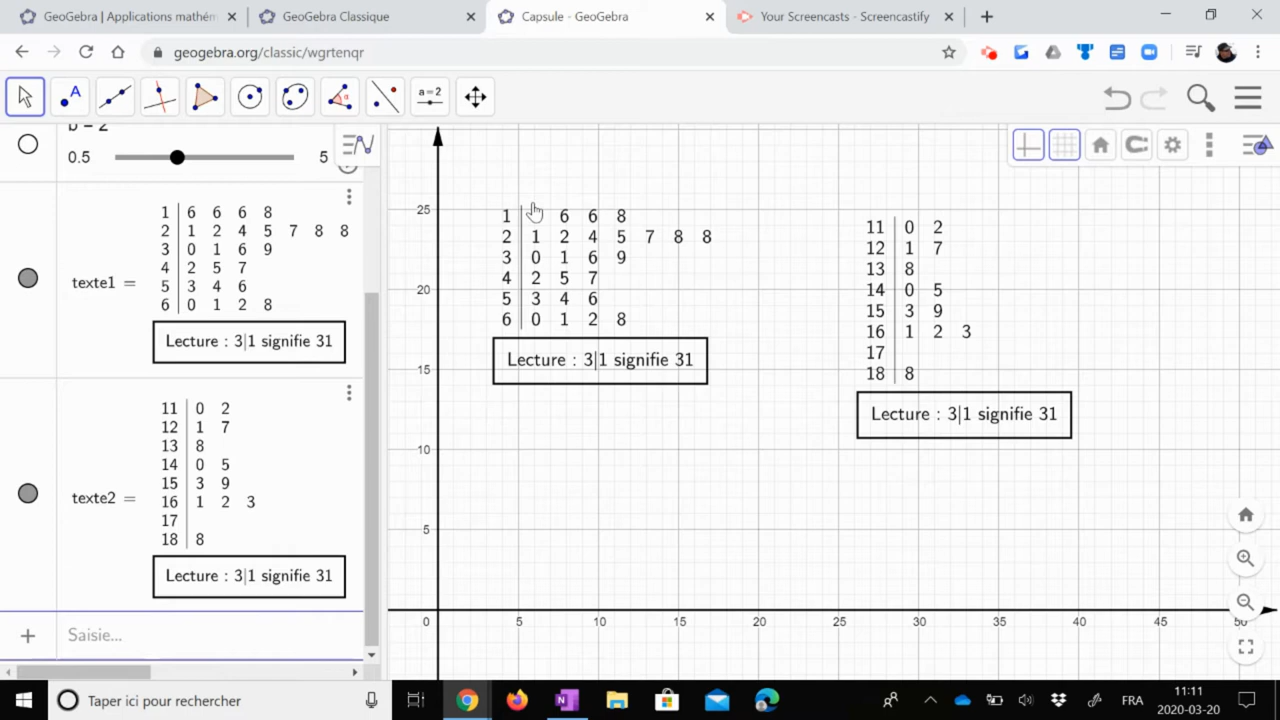 GeoGebra | Applications mathém
GeoGebra Classique
Capsule - GeoGebra
Your Screencasts - Screencastify
geogebra.org/classic/wgrtenqr
A
a = 2
b = 2
0.5
5
texte1 =
1 | 6 6 6 8
2 | 1 2 4 5 7 8 8
3 | 0 1 6 9
4 | 2 5 7
5 | 3 4 6
6 | 0 1 2 8
Lecture : 3|1 signifie 31
texte2 =
11 | 0 2
12 | 1 7
13 | 8
14 | 0 5
15 | 3 9
16 | 1 2 3
17 |
18 | 8
Lecture : 3|1 signifie 31
Saisie...
1 | 6 6 8
2 | 1 2 4 5 7 8 8
3 | 0 1 6 9
4 | 2 5 7
5 | 3 4 6
6 | 0 1 2 8
Lecture : 3|1 signifie 31
11 | 0 2
12 | 1 7
13 | 8
14 | 0 5
15 | 3 9
16 | 1 2 3
17 |
18 | 8
Lecture : 3|1 signifie 31
25
20
15
10
5
0 5 10 15 20 25 30 35 40 45 50
Taper ici pour rechercher
FRA
11:11
2020-03-20